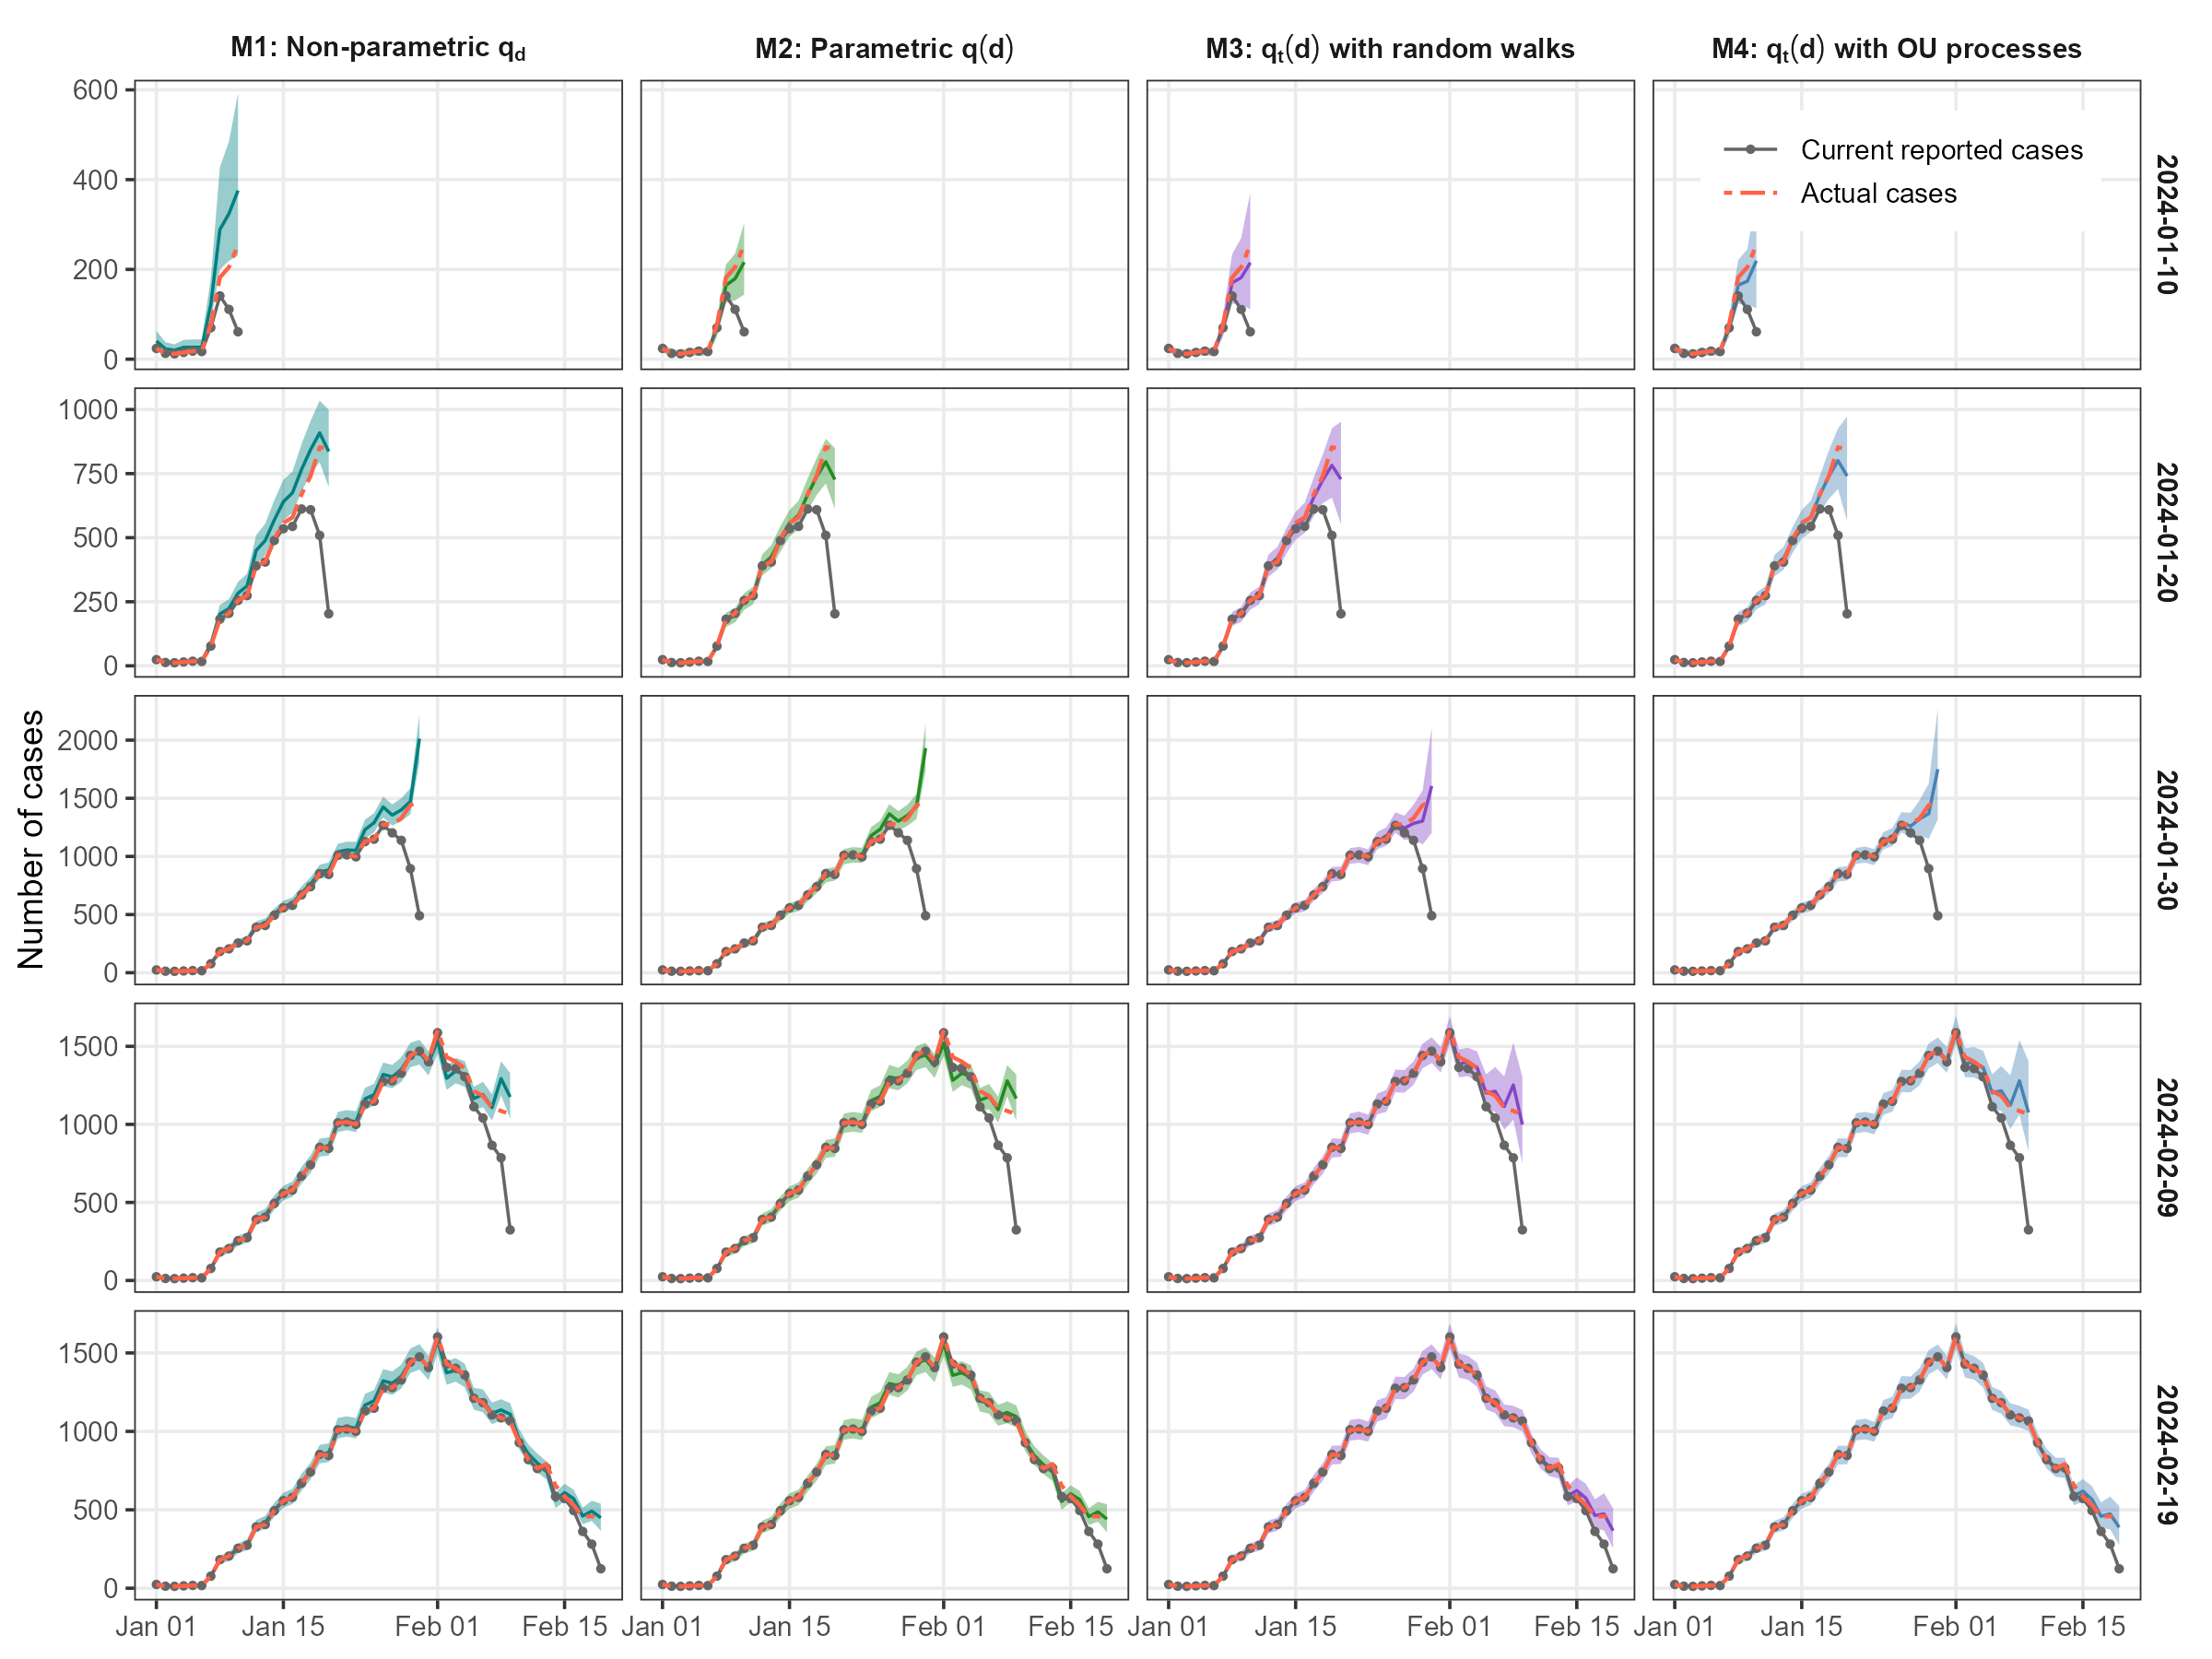 M1: Non-parametric qd
M2: Parametric q(d)
M3: qt(d) with random walks
M4: qt(d) with OU processes
600
400
200
0
Current reported cases
Actual cases
2024-01-10
1000
750
500
250
0
2024-01-20
Number of cases
2000
1500
1000
500
0
2024-01-30
1500
1000
500
0
2024-02-09
1500
1000
500
0
2024-02-19
Jan 01 Jan 15 Feb 01 Feb 15
Jan 01 Jan 15 Feb 01 Feb 15
Jan 01 Jan 15 Feb 01 Feb 15
Jan 01 Jan 15 Feb 01 Feb 15